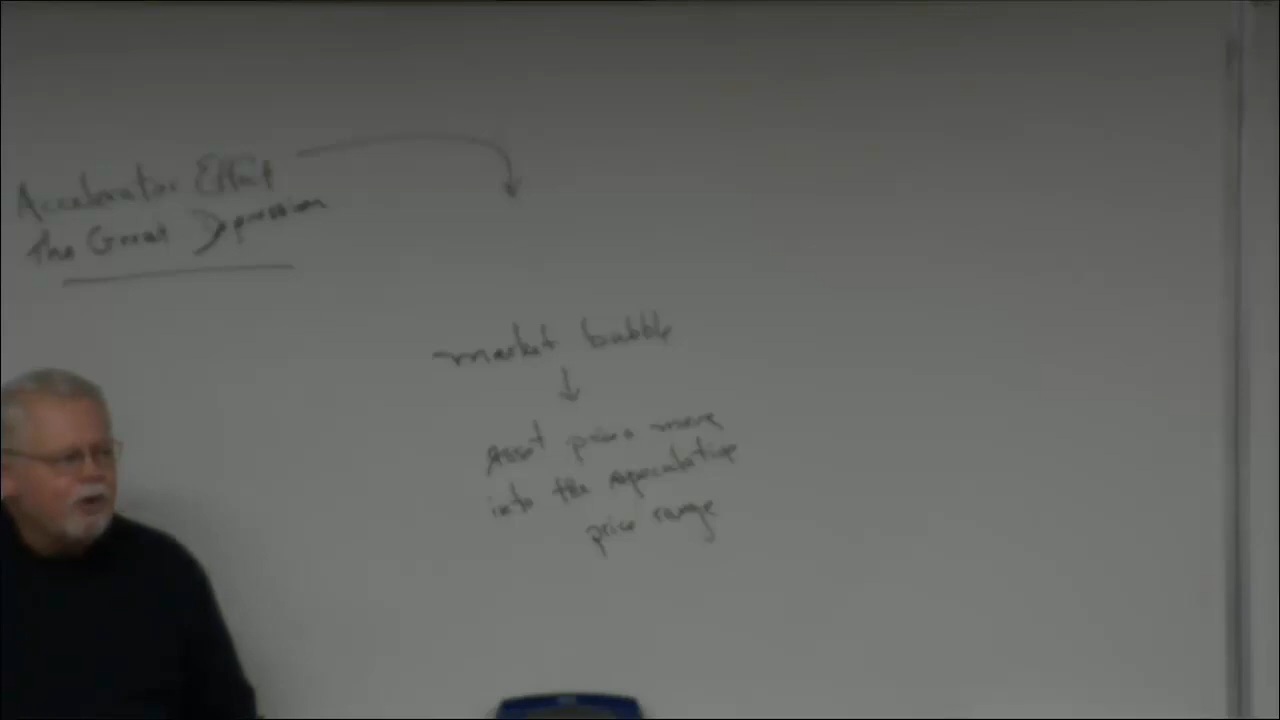 Accelerator Effect
The Great Depression
market bubble
Asset prices move
into the speculative
price range